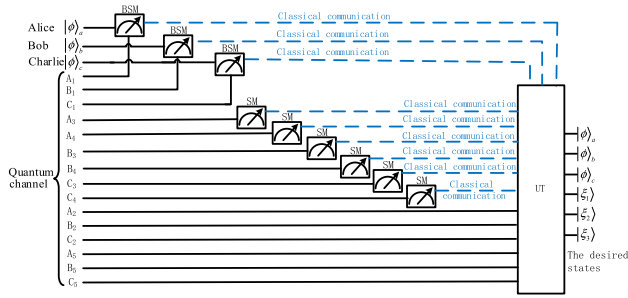 BSM
Classical communication
Alice |ϕ⟩a
BSM
Classical communication
Bob |ϕ⟩b
BSM
Classical communication
Charlie |ϕ⟩c
A1
B1
C1
SM
Classical communication
A3
SM
Classical communication
A4
SM
Classical communication
B3
SM
Classical communication
B4
SM
Classical communication
C3
SM
Classical
communication
C4
Quantum
channel
A2
B2
C2
A5
B5
C5
UT
|ϕ⟩a
|ϕ⟩b
|ϕ⟩c
|ξ1⟩
|ξ2⟩
|ξ3⟩
The desired
states